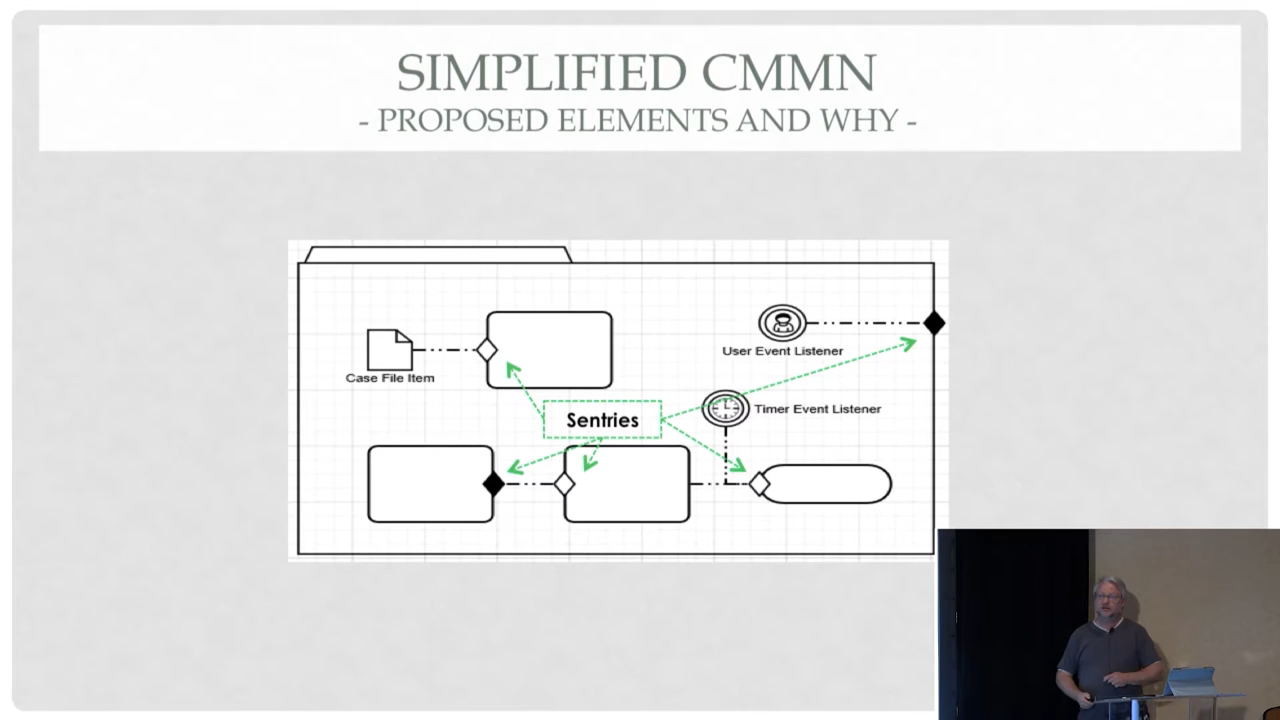 SIMPLIFIED CMMN
- PROPOSED ELEMENTS AND WHY -
User Event Listener
Case File Item
Timer Event Listener
Sentries